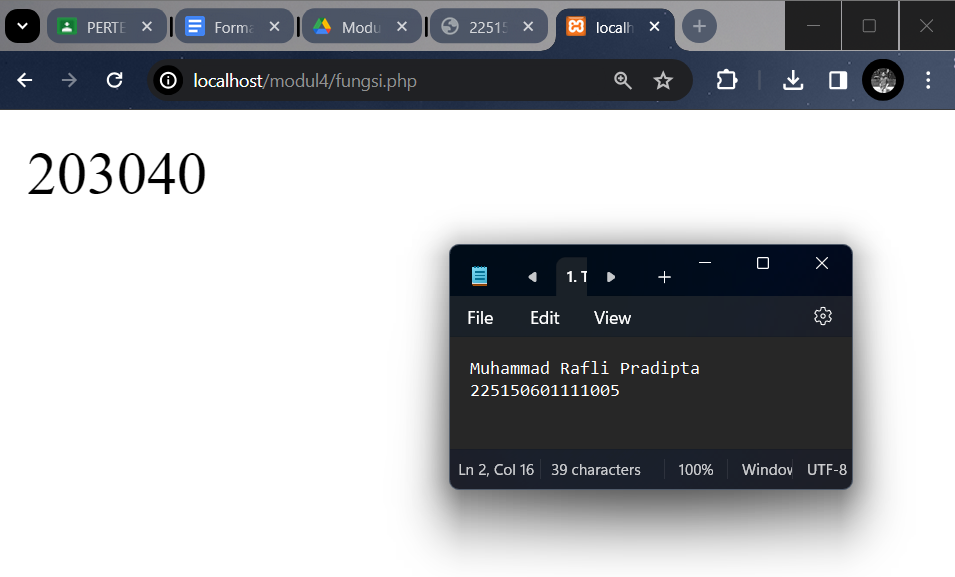 PERTE
Forma
Modu
22515
localh
localhost/modul4/fungsi.php
203040
1. T
File Edit View
Muhammad Rafli Pradipta
225150601111005
Ln 2, Col 16 39 characters 100% Window UTF-8